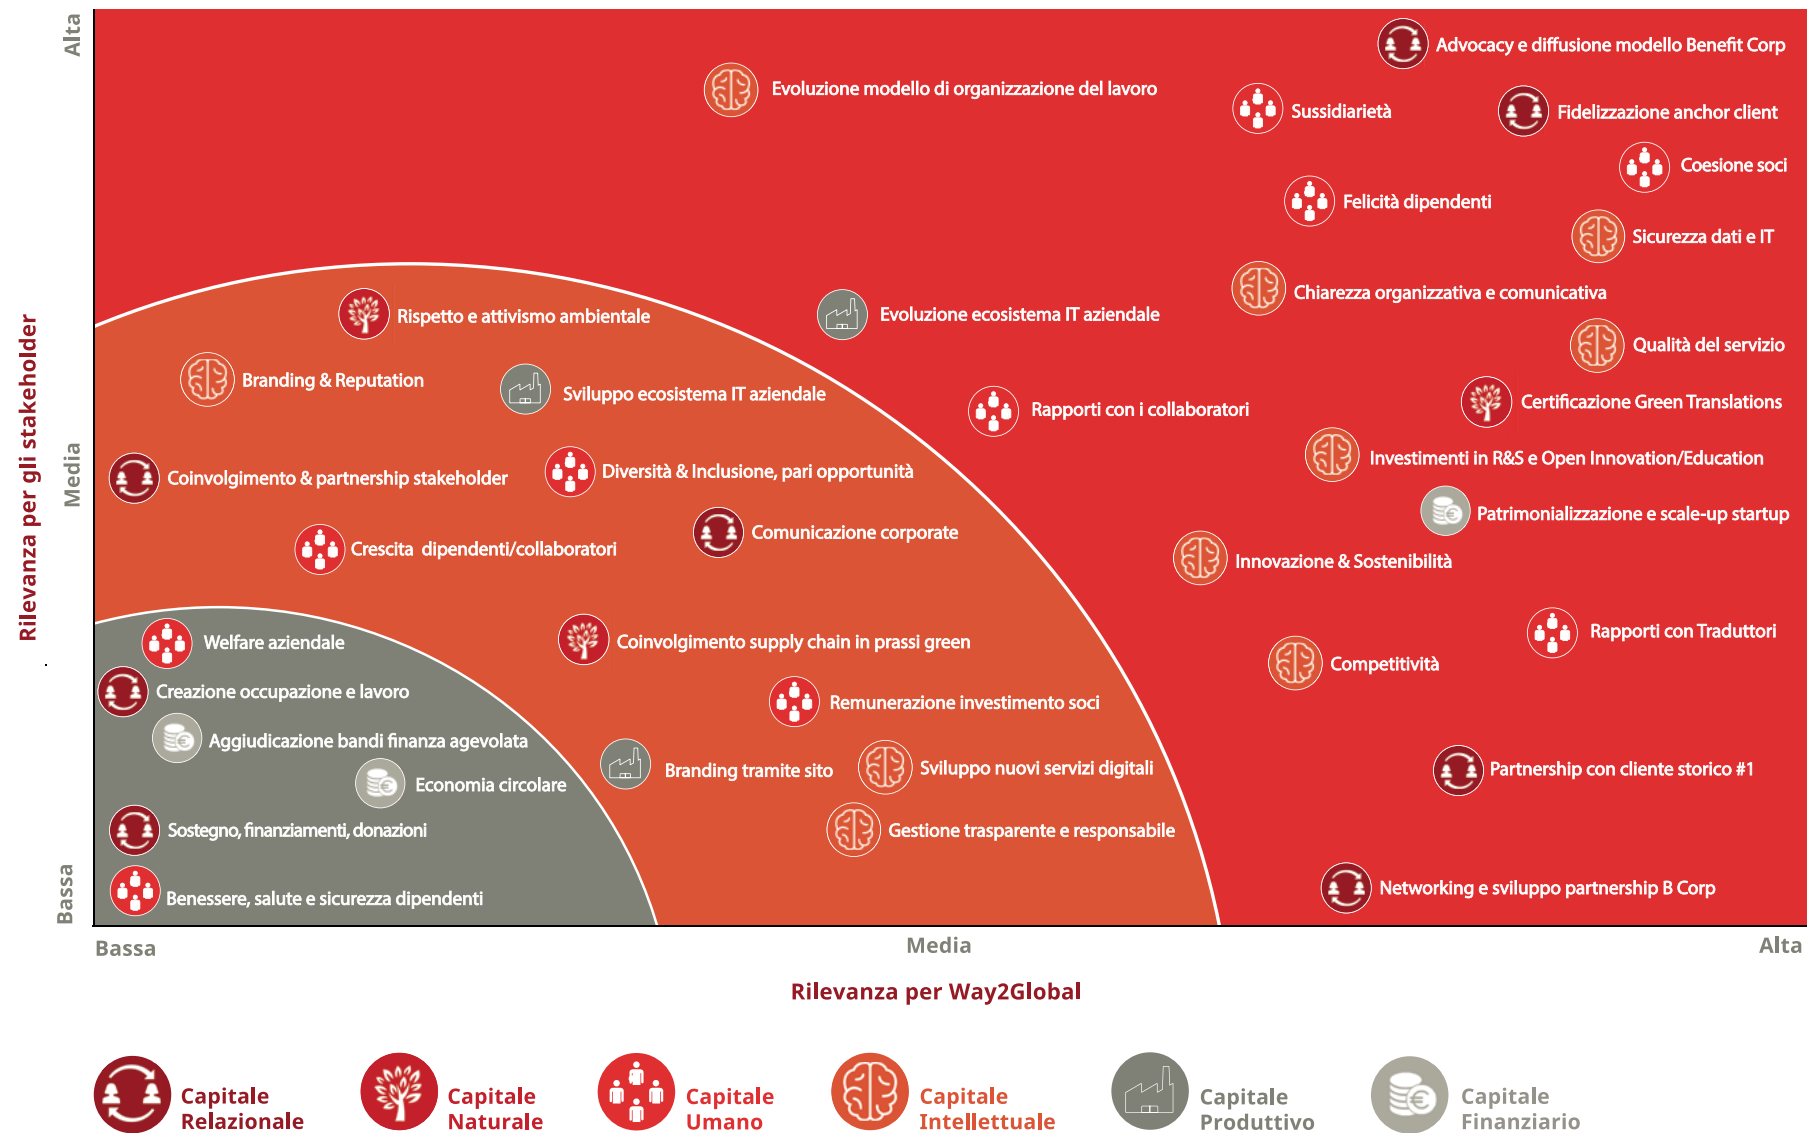 Alta
Advocacy e diffusione modello Benefit Corp
Evoluzione modello di organizzazione del lavoro
Sussidiarietà
Fidelizzazione anchor client
Coesione soci
Felicità dipendenti
Sicurezza dati e IT
Chiarezza organizzativa e comunicativa
Rispetto e attivismo ambientale
Evoluzione ecosistema IT aziendale
Qualità del servizio
Branding & Reputation
Sviluppo ecosistema IT aziendale
Rapporti con i collaboratori
Certificazione Green Translations
Rilevanza per gli stakeholder
Media
Coinvolgimento & partnership stakeholder
Diversità & Inclusione, pari opportunità
Investimenti in R&S e Open Innovation/Education
Patrimonializzazione e scale-up startup
Comunicazione corporate
Crescita dipendenti/collaboratori
Innovazione & Sostenibilità
Welfare aziendale
Coinvolgimento supply chain in prassi green
Rapporti con Traduttori
Competitività
Creazione occupazione e lavoro
Remunerazione investimento soci
Aggiudicazione bandi finanza agevolata
Branding tramite sito
Sviluppo nuovi servizi digitali
Partnership con cliente storico #1
Economia circolare
Sostegno, finanziamenti, donazioni
Gestione trasparente e responsabile
Bassa
Benessere, salute e sicurezza dipendenti
Networking e sviluppo partnership B Corp
Bassa
Media
Alta
Rilevanza per Way2Global
Capitale
Relazionale
Capitale
Naturale
Capitale
Umano
Capitale
Intellettuale
Capitale
Produttivo
Capitale
Finanziario